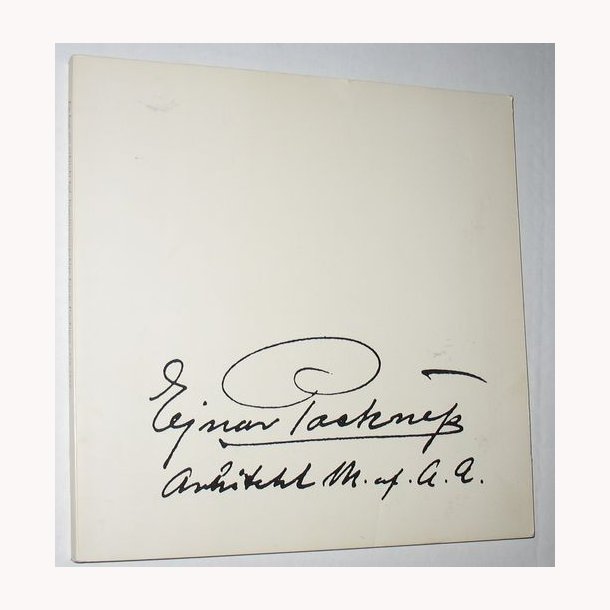 Ejnar Packness
Arkitekt M. af. A. A.